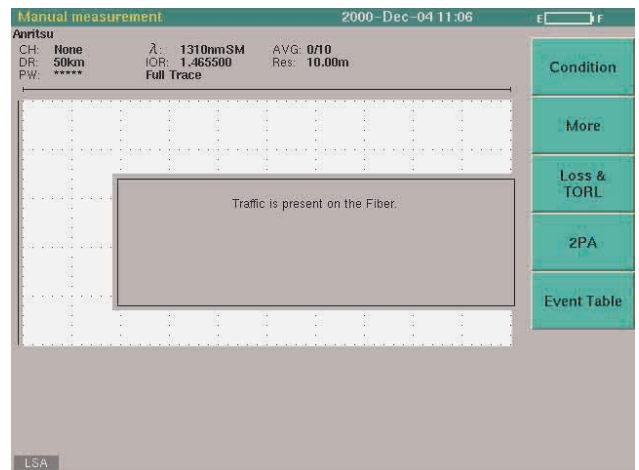 Manual measurement 2000-Dec-04 11:06 E F
Anritsu
CH: None λ: 1310nmSM AVG: 0/10
DR: 50km IOR: 1.465500 Res: 10.00m
PW: ***** Full Trace
Condition
More
Loss &
TORL
Traffic is present on the Fiber.
2PA
Event Table
LSA